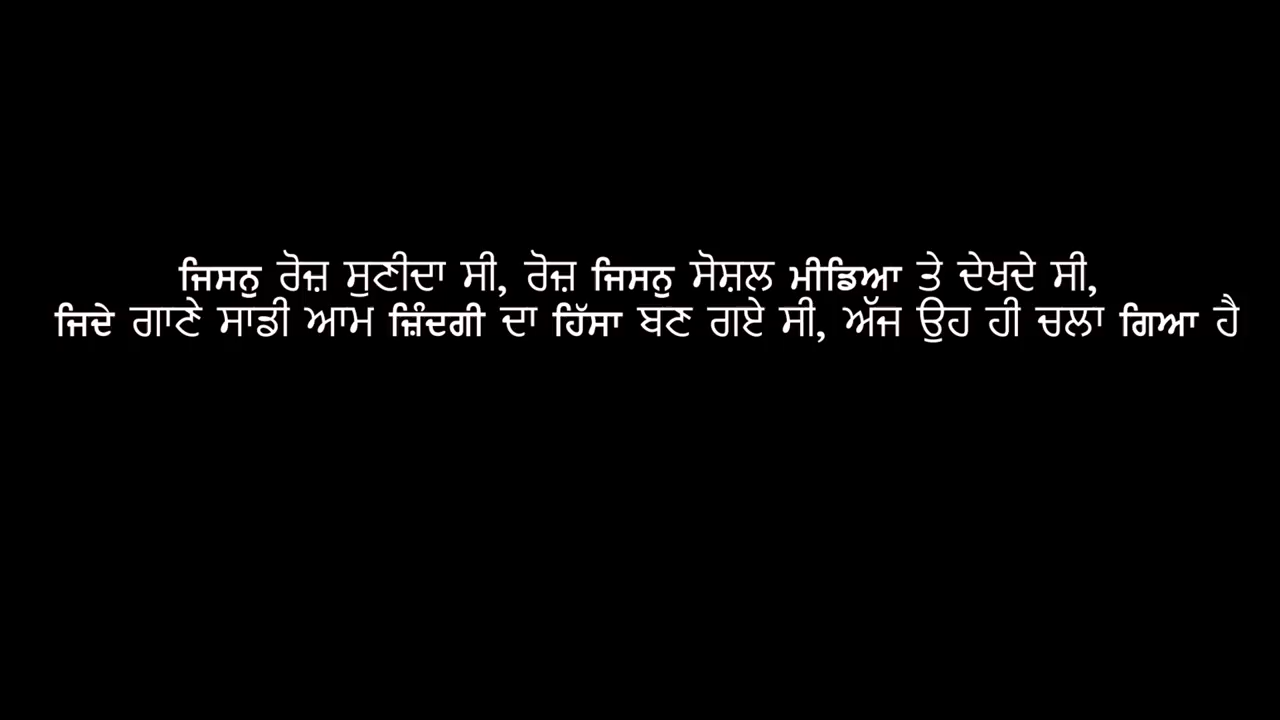 ਜਿਸਨੁ ਰੋਜ਼ ਸੁਣੀਦਾ ਸੀ, ਰੋਜ਼ ਜਿਸਨੁ ਸੋਸ਼ਲ ਮੀਡਿਆ ਤੇ ਦੇਖਦੇ ਸੀ,
ਜਿਦੇ ਗਾਣੇ ਸਾਡੀ ਆਮ ਜ਼ਿੰਦਗੀ ਦਾ ਹਿੱਸਾ ਬਣ ਗਏ ਸੀ, ਅੱਜ ਉਹ ਹੀ ਚਲਾ ਗਿਆ ਹੈ